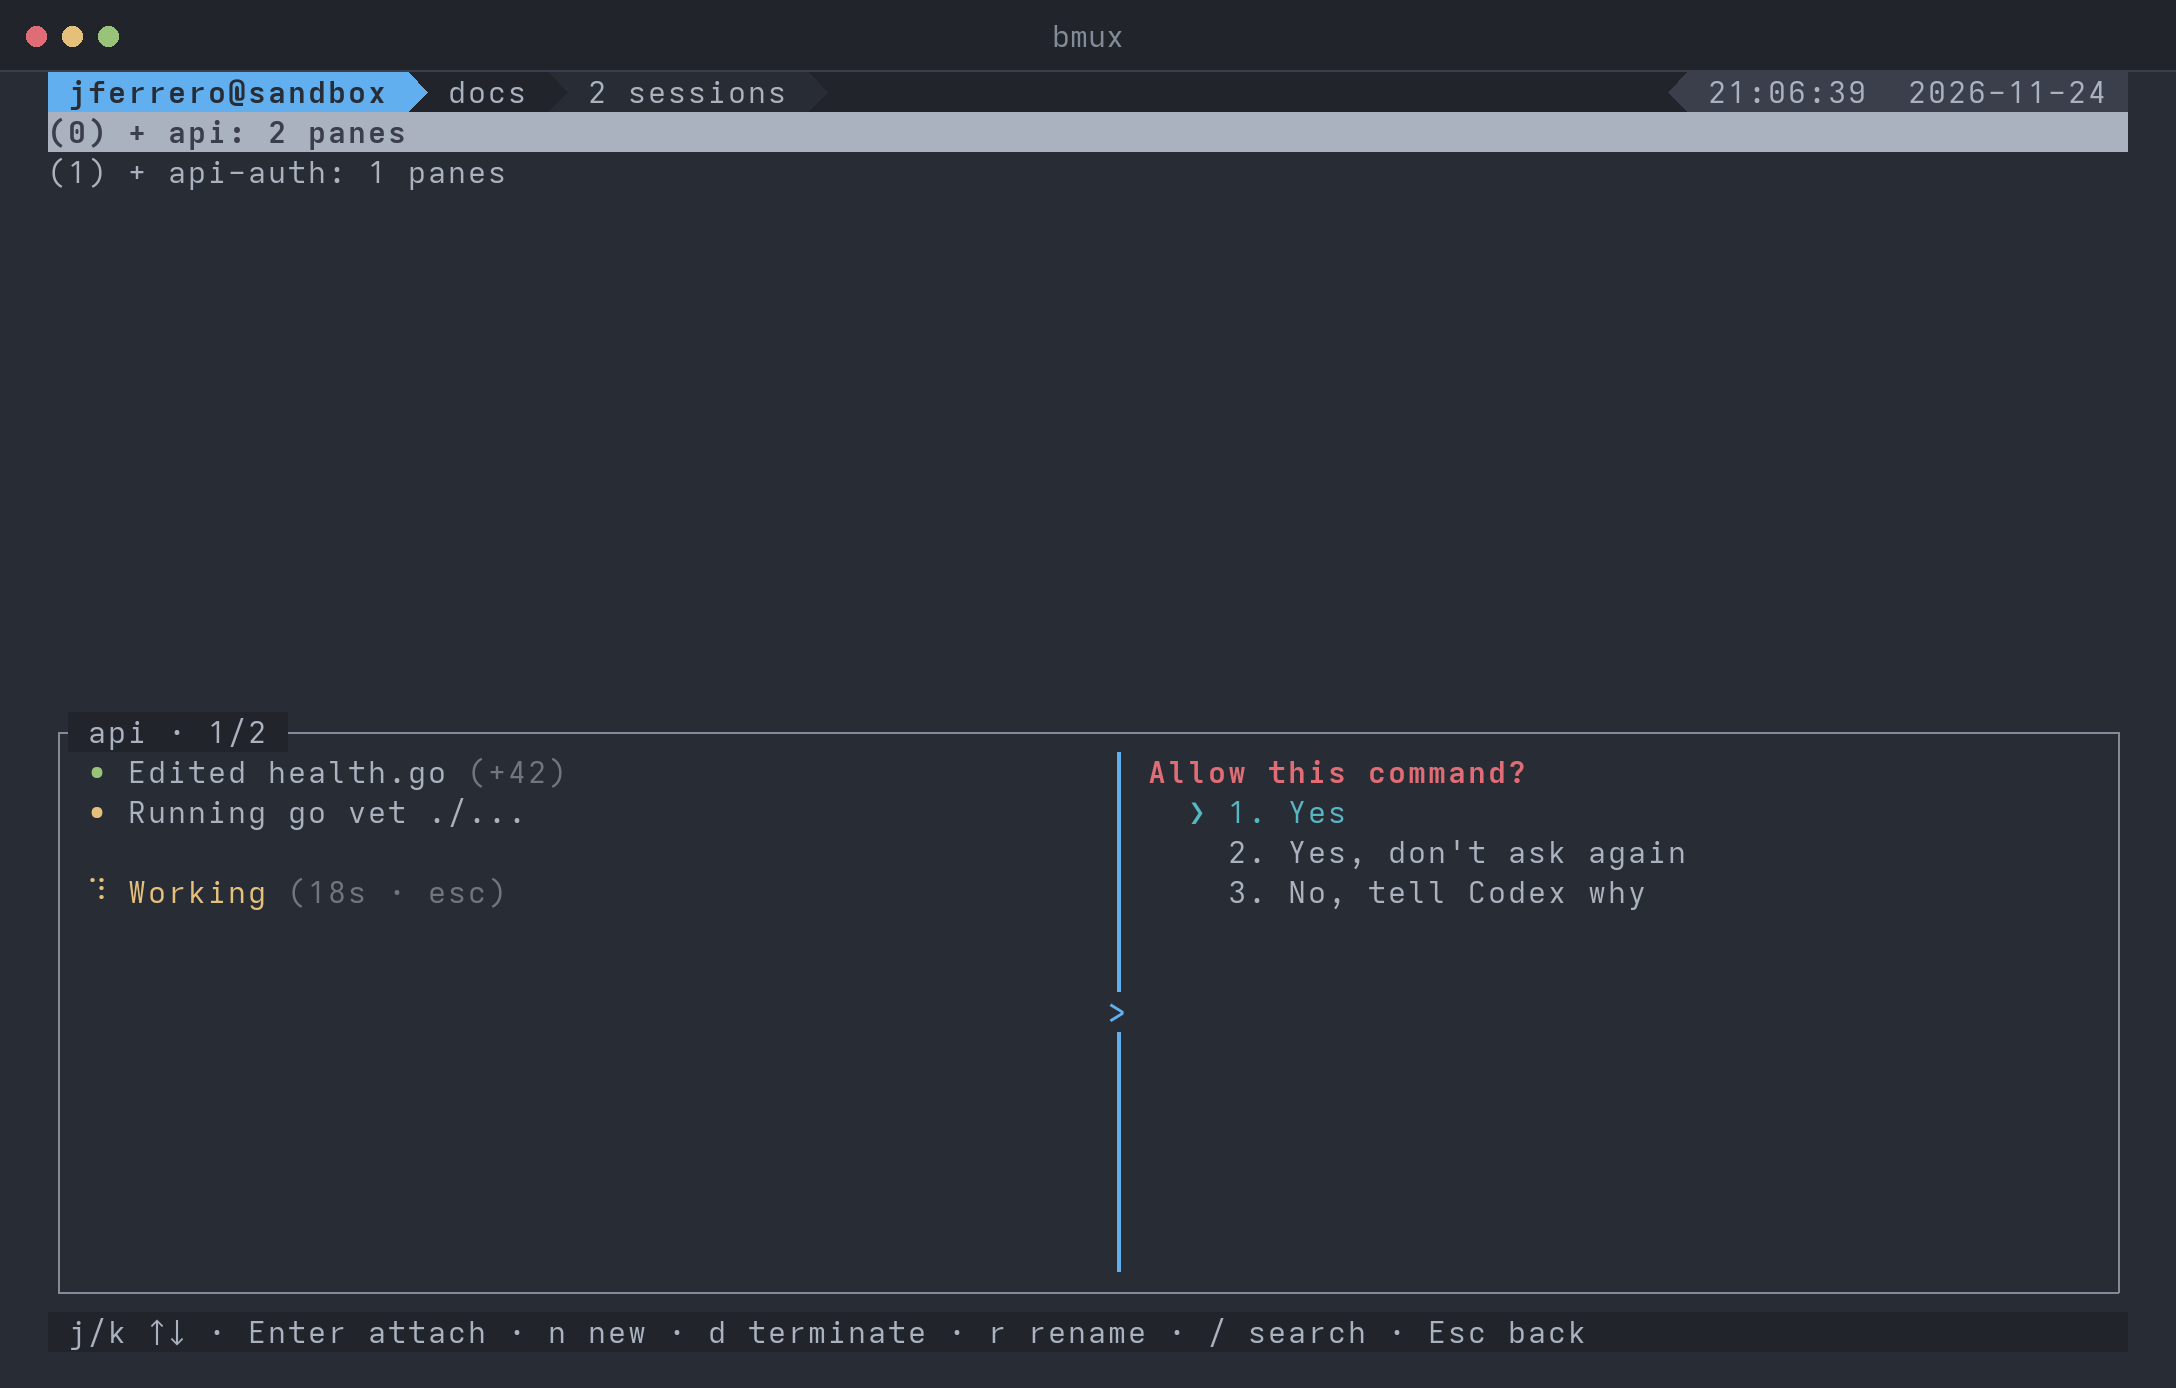 bmux
jferrero@sandbox docs 2 sessions 21:06:39 2026-11-24
(0) + api: 2 panes
(1) + api-auth: 1 panes
api · 1/2
• Edited health.go (+42)
• Running go vet ./...
⠹ Working (18s · esc)
Allow this command?
❯ 1. Yes
2. Yes, don't ask again
3. No, tell Codex why
>
j/k ↑↓ · Enter attach · n new · d terminate · r rename · / search · Esc back